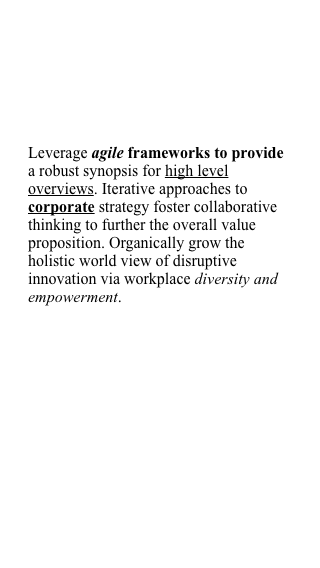 Leverage agile frameworks to provide
a robust synopsis for high level
overviews. Iterative approaches to
corporate strategy foster collaborative
thinking to further the overall value
proposition. Organically grow the
holistic world view of disruptive
innovation via workplace diversity and
empowerment.